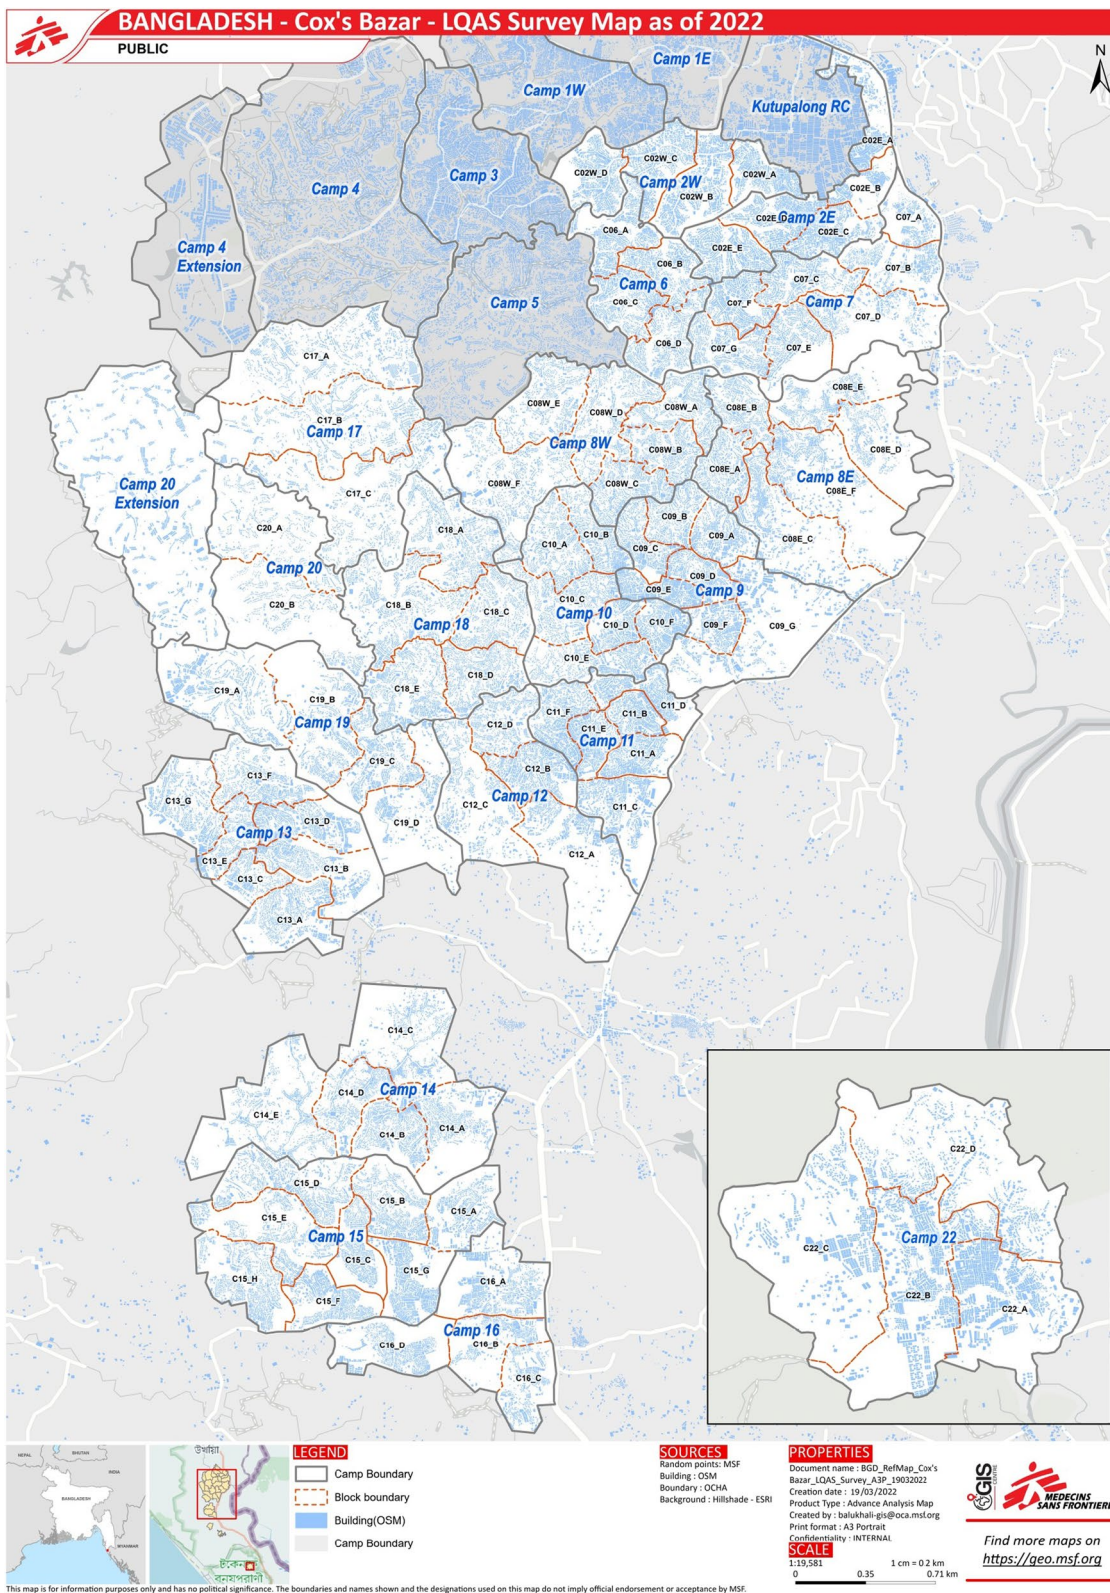 BANGLADESH - Cox's Bazar - LQAS Survey Map as of 2022
PUBLIC
N
Camp 1E
Camp 1W
Kutupalong RC
C02E_A
C02W_C
C02W_D
C02W_A
Camp 3
Camp 2W
Camp 4
C02E_B
C02W_B
C02E_D
Camp 2E
C07_A
C06_A
C02E_C
Camp 4
Extension
C02E_E
C06_B
C07_B
C07_C
Camp 6
Camp 5
C06_C
C07_F
Camp 7
C07_D
C06_D
C07_G
C07_E
C17_A
C08E_E
C08W_E
C08W_D
C08W_A
C08E_B
C17_B
Camp 17
Camp 8W
C08W_B
C08E_D
C08E_A
Camp 8E
Camp 20
Extension
C08W_F
C08W_C
C08E_F
C17_C
C09_B
C20_A
C18_A
C10_B
C09_A
C08E_C
C10_A
C09_C
Camp 20
C09_D
C09_E
Camp 9
C10_C
C20_B
C18_B
C18_C
Camp 10
Camp 18
C10_D
C10_F
C09_F
C09_G
C10_E
C18_D
C19_A
C18_E
C19_B
C11_D
C11_F
C11_B
Camp 19
C12_D
C11_E
Camp 11
C11_A
C19_C
C13_F
C12_B
C13_G
Camp 12
C12_C
C11_C
C13_D
C19_D
Camp 13
C12_A
C13_E
C13_B
C13_C
C13_A
C14_C
Camp 14
C14_D
C14_E
C14_B
C14_A
C22_D
C15_D
C15_B
C15_A
C15_E
Camp 15
Camp 22
C22_C
C15_C
C15_G
C15_H
C16_A
C22_B
C15_F
C22_A
Camp 16
C16_D
C16_B
C16_C
NEPAL
BHUTAN
INDIA
BANGLADESH
MYANMAR
উখিয়া
LEGEND
Camp Boundary
Block boundary
Building(OSM)
Camp Boundary
SOURCES
Random points: MSF
Building : OSM
Boundary : OCHA
Background : Hillshade - ESRI
PROPERTIES
Document name : BGD_RefMap_Cox's
Bazar_LQAS_Survey_A3P_19032022
Creation date : 19/03/2022
Product Type : Advance Analysis Map
Created by : balukhali-gis@oca.msf.org
Print format : A3 Portrait
Confidentiality : INTERNAL
SCALE
1:19,581
1 cm = 0 2 km
0 0.35 0.71 km
GIS
CENTRE
MEDECINS
SANS FRONTIERE
Find more maps on
https://geo.msf.org
This map is for information purposes only and has no political significance. The boundaries and names shown and the designations used on this map do not imply official endorsement or acceptance by MSF.